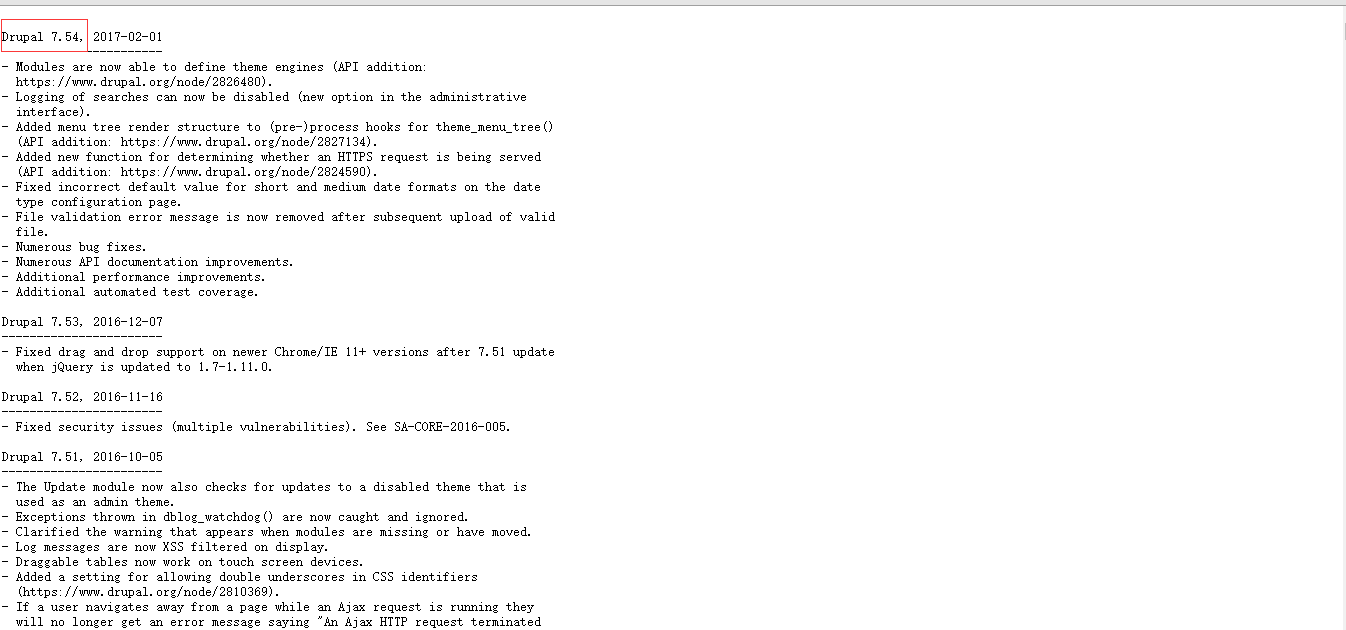 Drupal 7.54, 2017-02-01
-----------------------
- Modules are now able to define theme engines (API addition:
  https://www.drupal.org/node/2826480).
- Logging of searches can now be disabled (new option in the administrative
  interface).
- Added menu tree render structure to (pre-)process hooks for theme_menu_tree()
  (API addition: https://www.drupal.org/node/2827134).
- Added new function for determining whether an HTTPS request is being served
  (API addition: https://www.drupal.org/node/2824590).
- Fixed incorrect default value for short and medium date formats on the date
  type configuration page.
- File validation error message is now removed after subsequent upload of valid
  file.
- Numerous bug fixes.
- Numerous API documentation improvements.
- Additional performance improvements.
- Additional automated test coverage.

Drupal 7.53, 2016-12-07
-----------------------
- Fixed drag and drop support on newer Chrome/IE 11+ versions after 7.51 update
  when jQuery is updated to 1.7-1.11.0.

Drupal 7.52, 2016-11-16
-----------------------
- Fixed security issues (multiple vulnerabilities). See SA-CORE-2016-005.

Drupal 7.51, 2016-10-05
-----------------------
- The Update module now also checks for updates to a disabled theme that is
  used as an admin theme.
- Exceptions thrown in dblog_watchdog() are now caught and ignored.
- Clarified the warning that appears when modules are missing or have moved.
- Log messages are now XSS filtered on display.
- Draggable tables now work on touch screen devices.
- Added a setting for allowing double underscores in CSS identifiers
  (https://www.drupal.org/node/2810369).
- If a user navigates away from a page while an Ajax request is running they
  will no longer get an error message saying "An Ajax HTTP request terminated